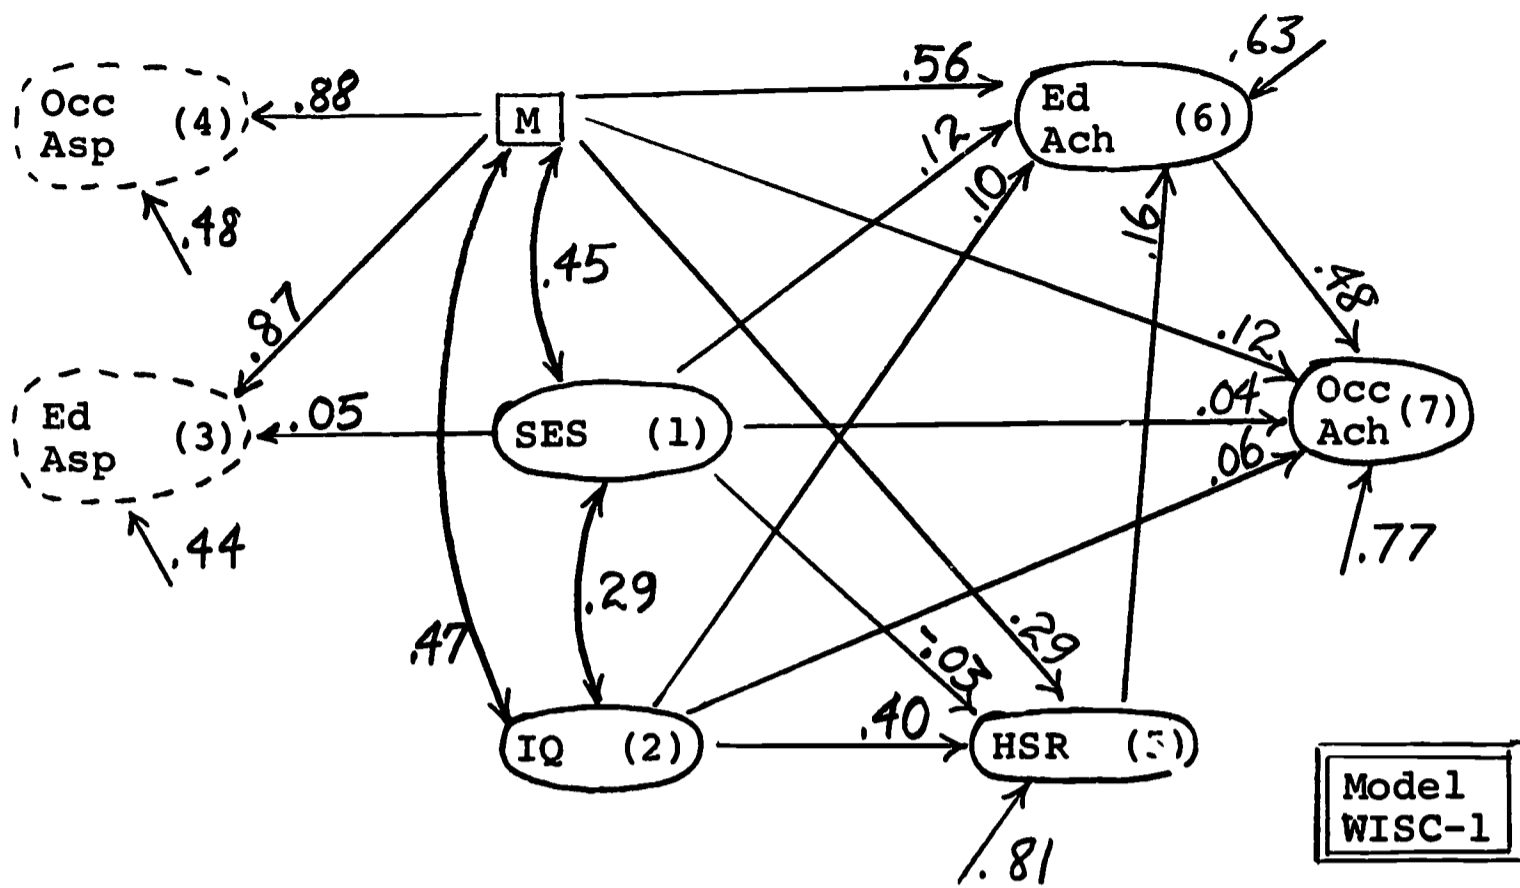 .63
.56
Occ
Asp
(4)
.88
M
Ed
Ach
(6)
.12
.10
.16
.48
.45
.48
.87
.12
Ed
Asp
(3)
.05
SES (1)
.04
Occ
Ach
(7)
.06
.44
.29
.77
.47
-.03
.29
.40
IQ (2)
HSR (5)
Model
WISC-1
.81